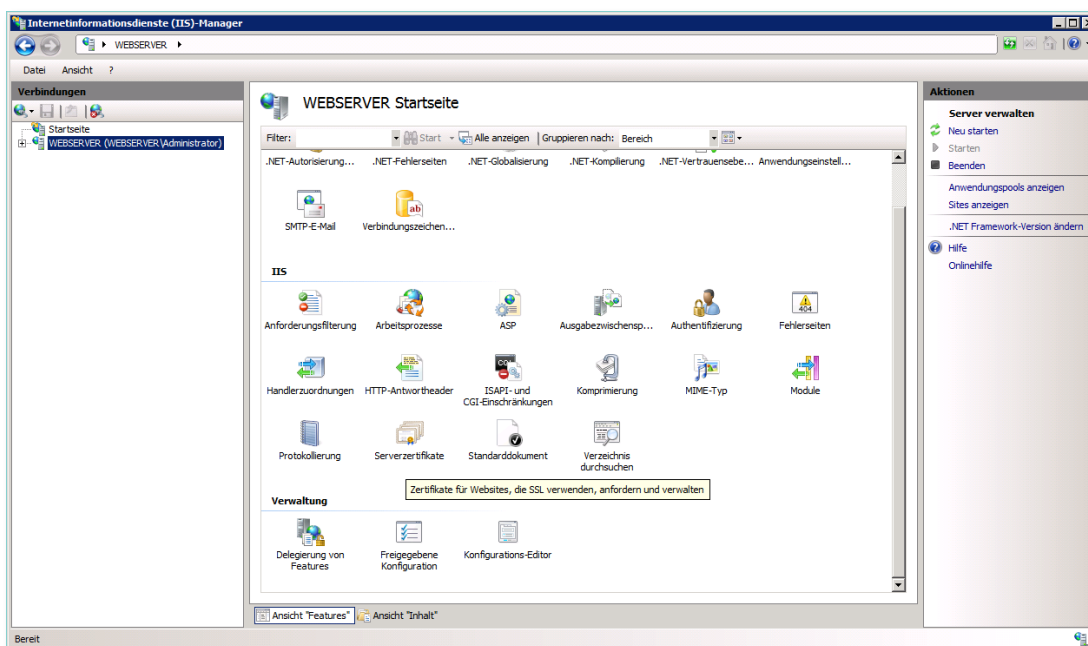 Internetinformationsdienste (IIS)-Manager
WEBSERVER
Datei Ansicht ?
Verbindungen
Startseite
WEBSERVER (WEBSERVER\Administrator)
WEBSERVER Startseite
Filter: Start Alle anzeigen Gruppieren nach: Bereich
.NET-Autorisierung... .NET-Fehlerseiten .NET-Globalisierung .NET-Kompilierung .NET-Vertrauensebe... Anwendungseinstell...
ab
SMTP-E-Mail Verbindungszeichen...
IIS
404
Anforderungsfilterung Arbeitsprozesse ASP Ausgabezwischensp... Authentifizierung Fehlerseiten
Handlerzuordnungen HTTP-Antwortheader ISAPI- und CGI-Einschränkungen Komprimierung MIME-Typ Module
Protokollierung Serverzertifikate Standarddokument Verzeichnis durchsuchen
Zertifikate für Websites, die SSL verwenden, anfordern und verwalten
Verwaltung
Delegierung von Features Freigegebene Konfiguration Konfigurations-Editor
Ansicht "Features" Ansicht "Inhalt"
Aktionen
Server verwalten
Neu starten
Starten
Beenden
Anwendungspools anzeigen
Sites anzeigen
.NET Framework-Version ändern
Hilfe
Onlinehilfe
Bereit